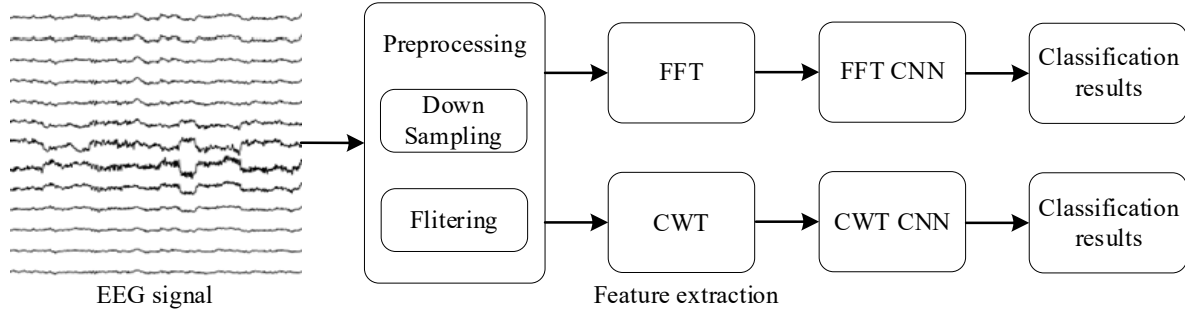 Preprocessing
Down
Sampling
Flitering
EEG signal
FFT
FFT CNN
Classification
results
CWT
CWT CNN
Classification
results
Feature extraction